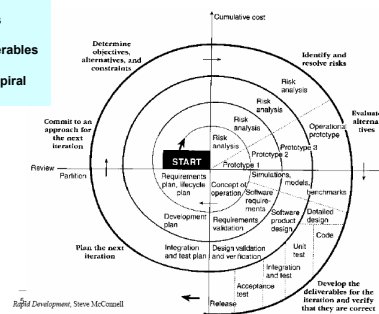 s
erables
piral
Cumulative cost
Determine
objectives,
alternatives, and
constraints
Identify and
resolve risks
Risk
analysis
Risk
analysis
Risk
analysis
Risk
analysis
Evaluate
alterna
tives
Operational
prototype
Commit to an
approach for
the next
iteration
Prototype 3
Prototype 2
Prototype 1
START
Review
Partition
Requirements
plan, lifecycle
plan
Concept of
operation
Simulations,
models,
benchmarks
Software
require-
ments
Development
plan
Requirements
validation
Software
product
design
Detailed
design
Code
Plan the next
iteration
Integration
and test plan
Design validation
and verification
Unit
test
Integration
and test
Acceptance
test
Release
Develop the
deliverables for the
iteration and verify
that they are correct
Rapid Development, Steve McConnell